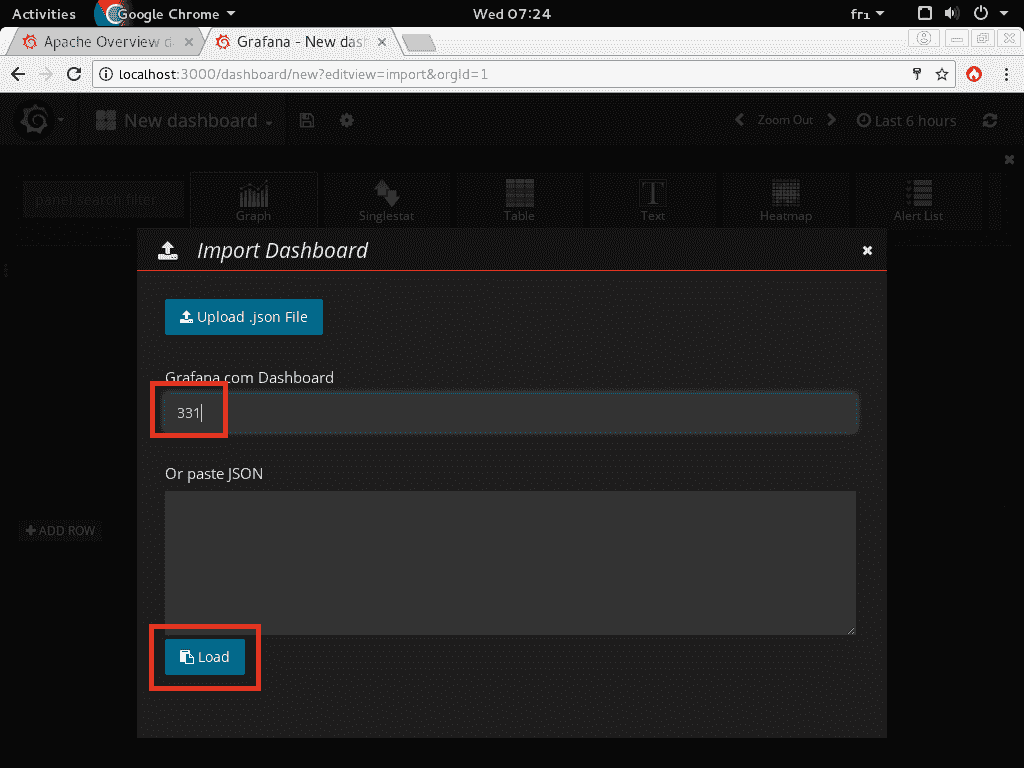 Activities Google Chrome Wed 07:24 fr1
Apache Overview d Grafana - New dash
localhost:3000/dashboard/new?editview=import&orgId=1
New dashboard Zoom Out Last 6 hours
panel search filter Graph Singlestat Table Text Heatmap Alert List
Import Dashboard
Upload .json File
Grafana.com Dashboard
331
Or paste JSON
ADD ROW
Load